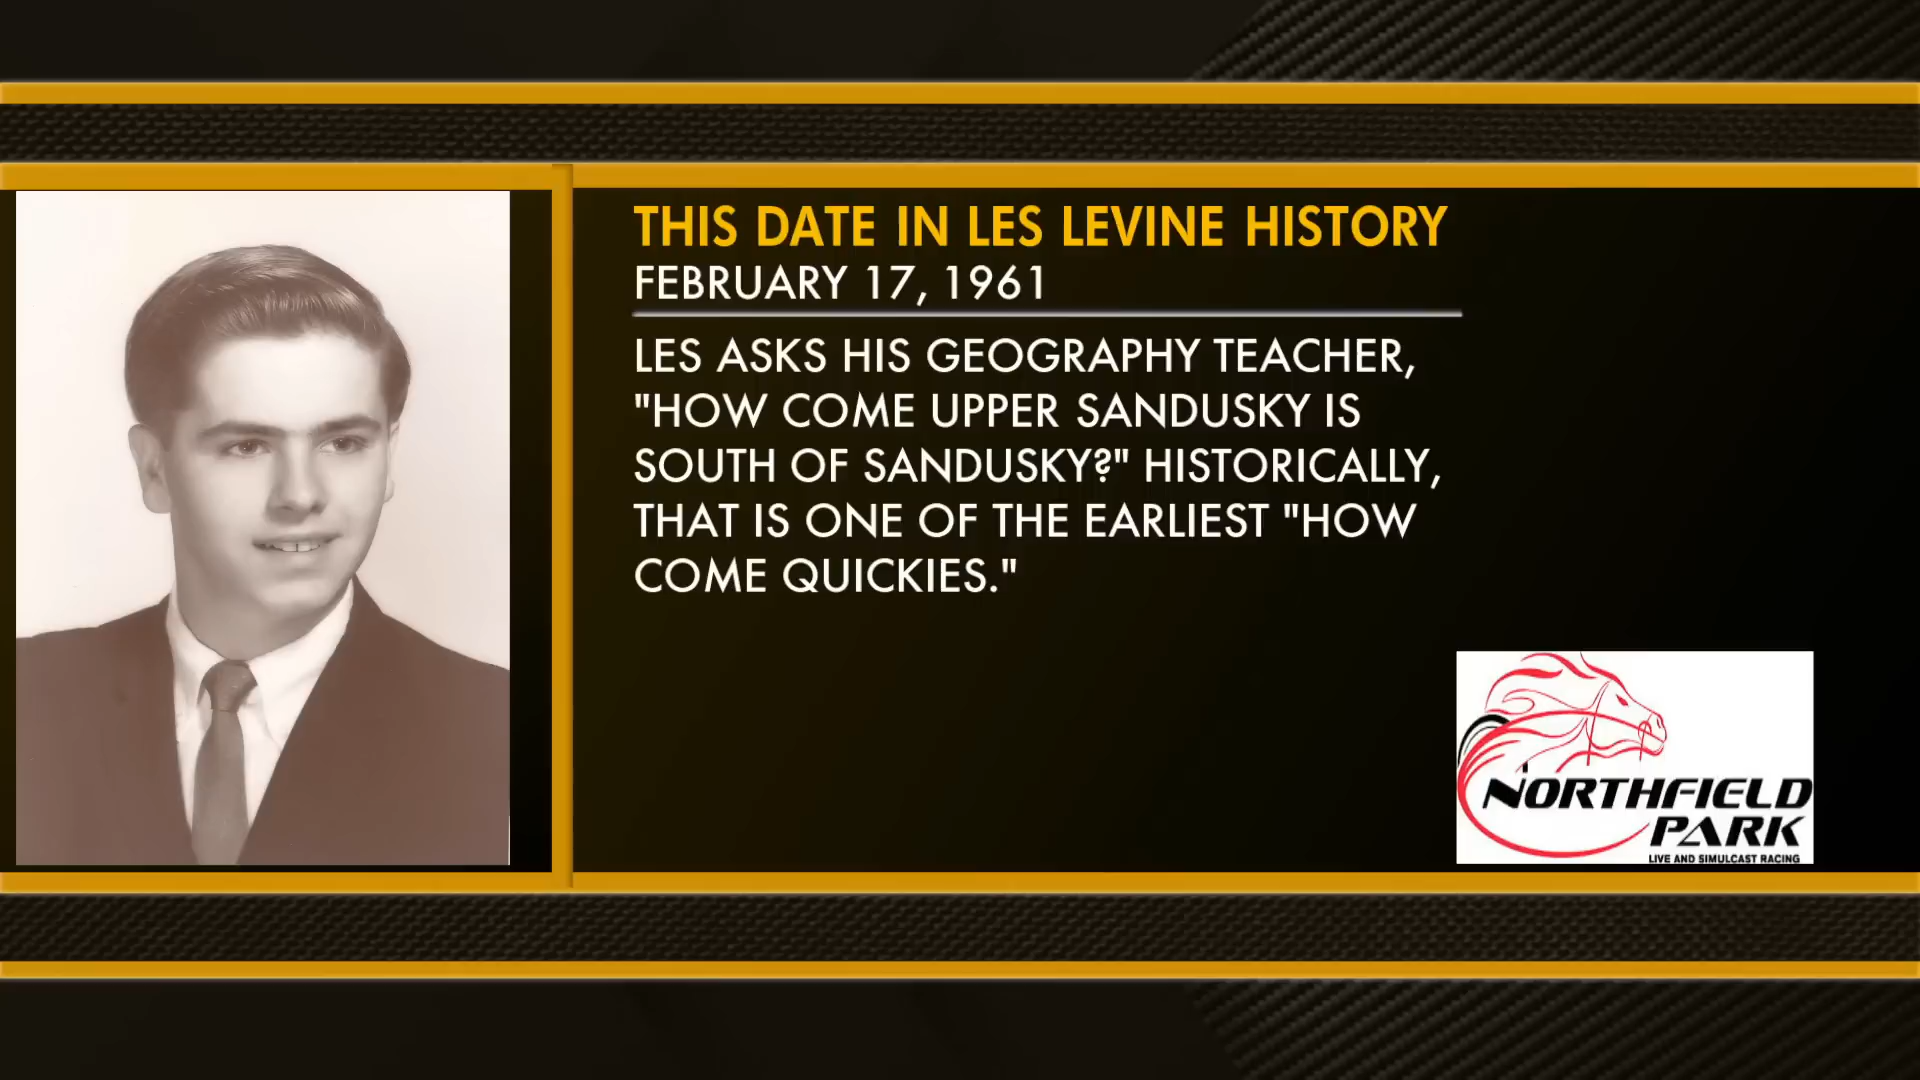 THIS DATE IN LES LEVINE HISTORY
FEBRUARY 17, 1961
LES ASKS HIS GEOGRAPHY TEACHER,
"HOW COME UPPER SANDUSKY IS
SOUTH OF SANDUSKY?" HISTORICALLY,
THAT IS ONE OF THE EARLIEST "HOW
COME QUICKIES."
NORTHFIELD
PARK
LIVE AND SIMULCAST RACING